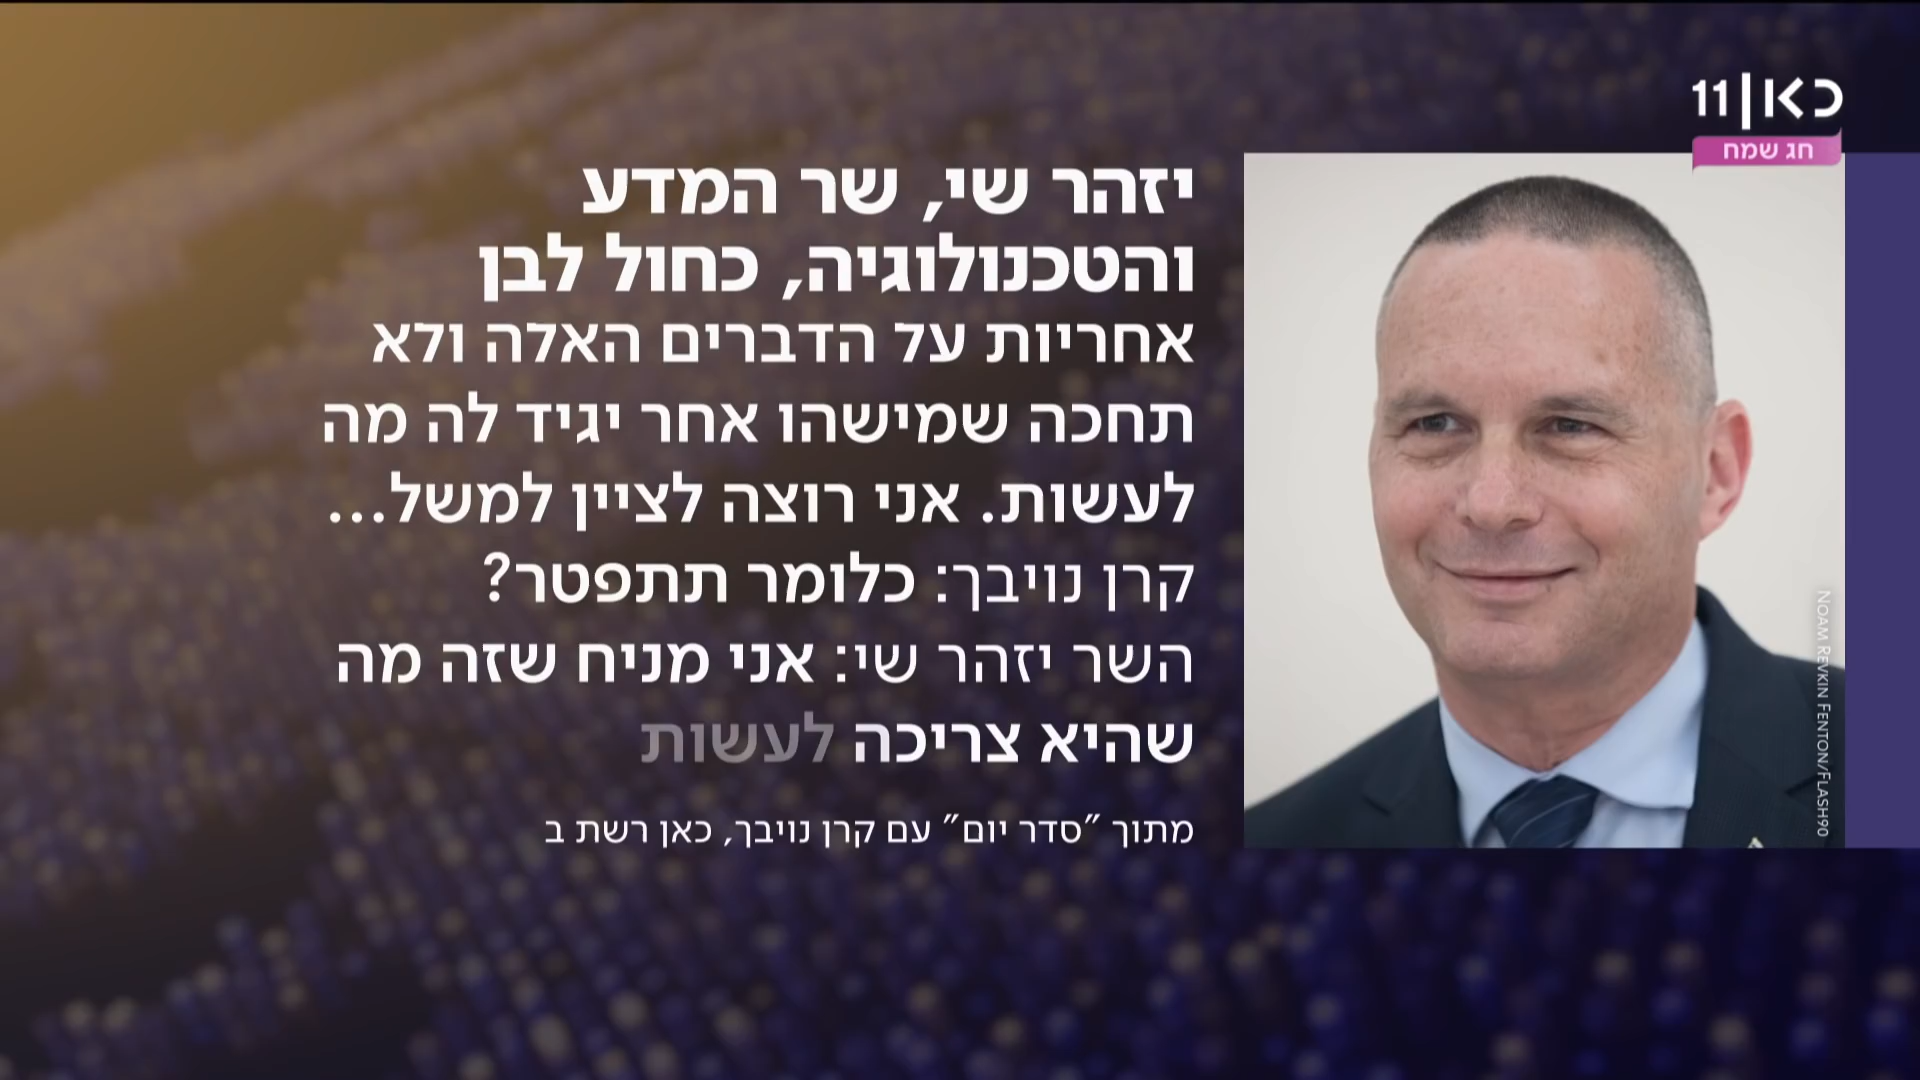 כאן|11
חג שמח
יזהר שי, שר המדע
והטכנולוגיה, כחול לבן
אחריות על הדברים האלה ולא
תחכה שמישהו אחר יגיד לה מה
לעשות. אני רוצה לציין למשל...
קרן נויבך: כלומר תתפטר?
השר יזהר שי: אני מניח שזה מה
שהיא צריכה לעשות
מתוך "סדר יום" עם קרן נויבך, כאן רשת ב
NOAM REVKIN FENTON/FLASH90